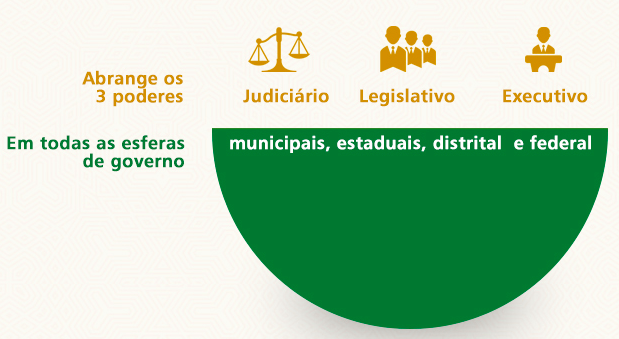 Abrange os
3 poderes
Judiciário
Legislativo
Executivo
Em todas as esferas
de governo
municipais, estaduais, distrital e federal